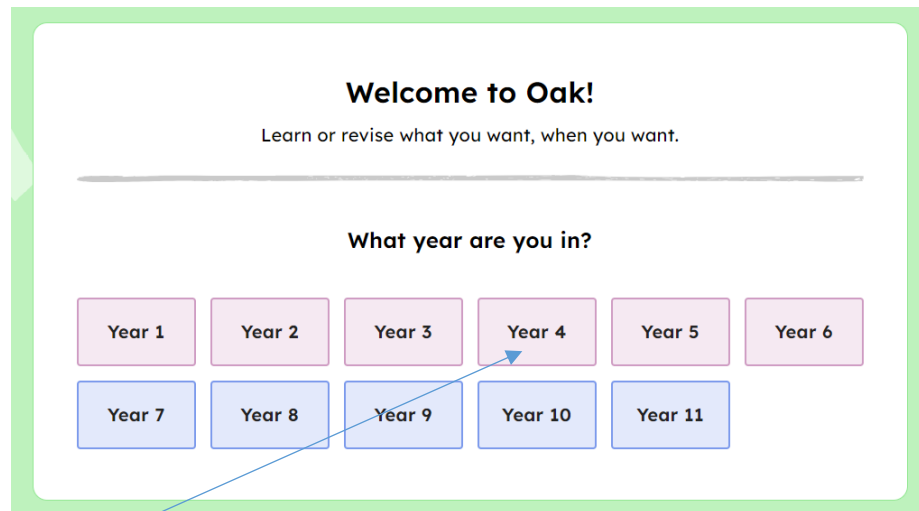 Welcome to Oak!
Learn or revise what you want, when you want.
What year are you in?
Year 1 Year 2 Year 3 Year 4 Year 5 Year 6
Year 7 Year 8 Year 9 Year 10 Year 11